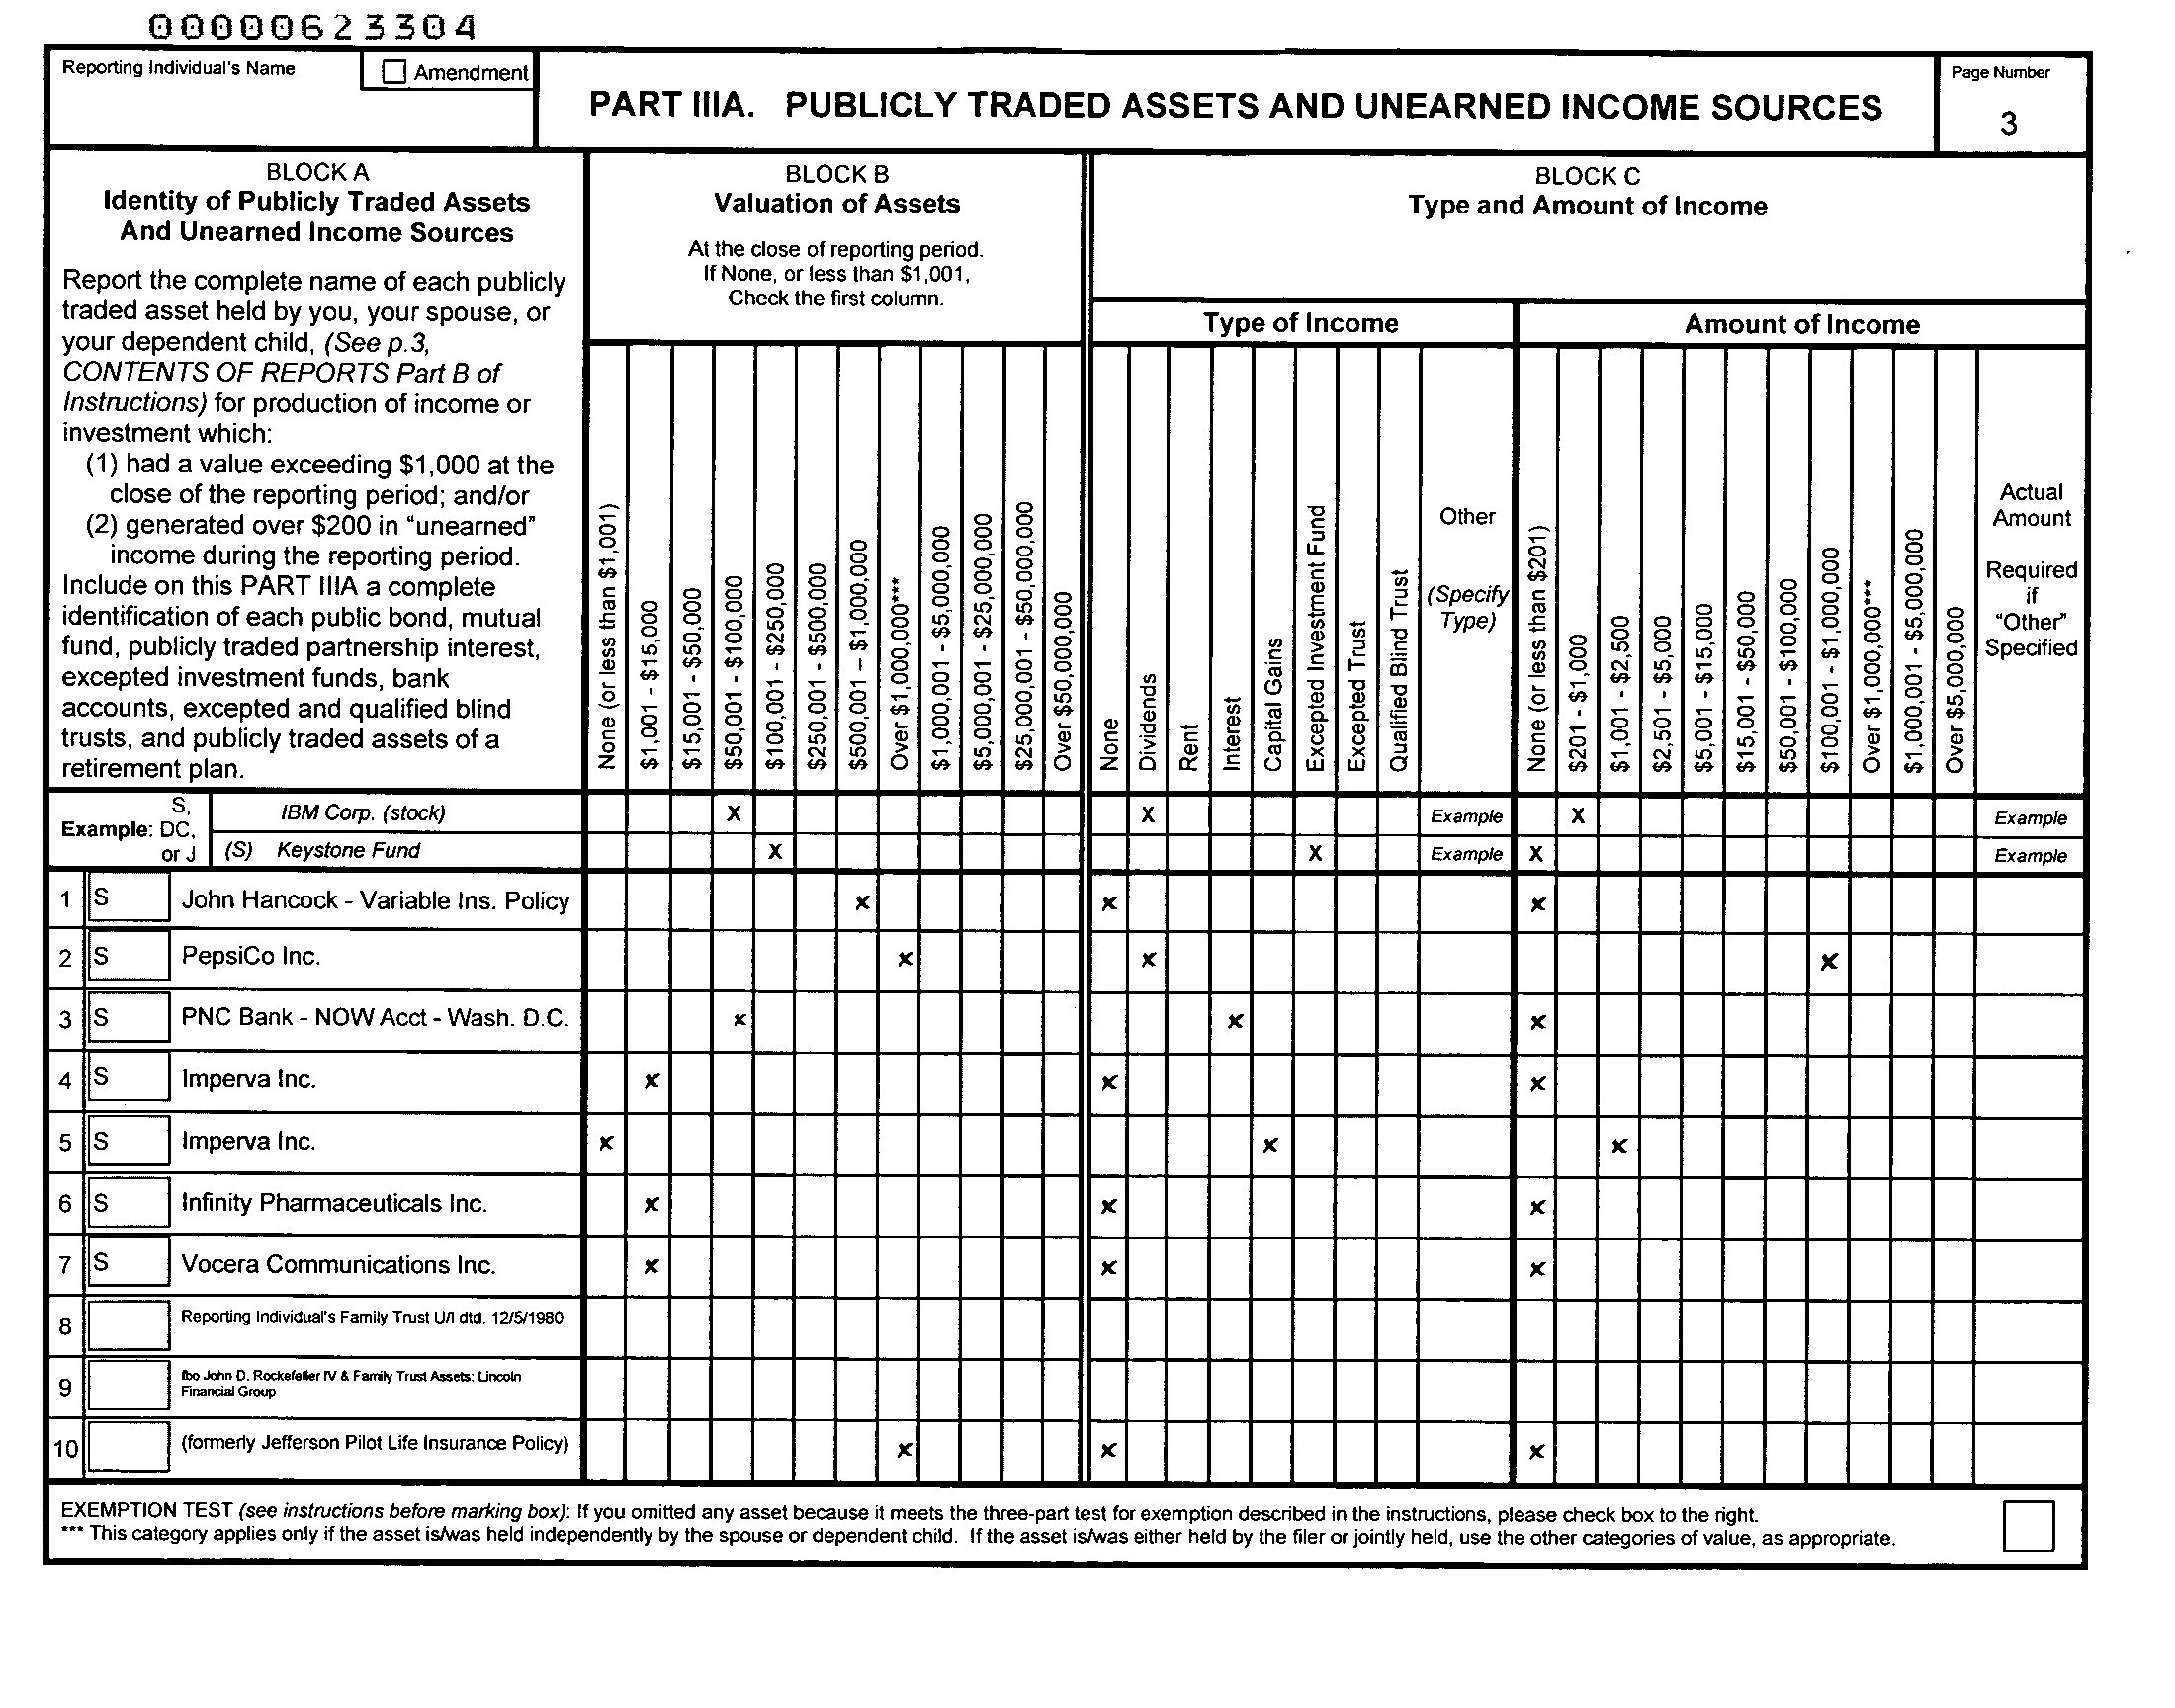 00000623304
Reporting Individual's Name
Amendment
PART IIIA. PUBLICLY TRADED ASSETS AND UNEARNED INCOME SOURCES
Page Number
3
BLOCK A
Identity of Publicly Traded Assets
And Unearned Income Sources
Report the complete name of each publicly
traded asset held by you, your spouse, or
your dependent child, (See p.3,
CONTENTS OF REPORTS Part B of
Instructions) for production of income or
investment which:
(1) had a value exceeding $1,000 at the
close of the reporting period; and/or
(2) generated over $200 in "unearned"
income during the reporting period.
Include on this PART IIIA a complete
identification of each public bond, mutual
fund, publicly traded partnership interest,
excepted investment funds, bank
accounts, excepted and qualified blind
trusts, and publicly traded assets of a
retirement plan.
BLOCK B
Valuation of Assets
At the close of reporting period.
If None, or less than $1,001,
Check the first column.
None (or less than $1,001)
$1,001 - $15,000
$15,001 - $50,000
$50,001 - $100,000
$100,001 - $250,000
$250,001 - $500,000
$500,001 – $1,000,000
Over $1,000,000***
$1,000,001 - $5,000,000
$5,000,001 - $25,000,000
$25,000,001 - $50,000,000
Over $50,000,000
BLOCK C
Type and Amount of Income
Type of Income
None
Dividends
Rent
Interest
Capital Gains
Excepted Investment Fund
Excepted Trust
Qualified Blind Trust
Other
(Specify
Type)
Amount of Income
None (or less than $201)
$201 - $1,000
$1,001 - $2,500
$2,501 - $5,000
$5,001 - $15,000
$15,001 - $50,000
$50,001 - $100,000
$100,001 - $1,000,000
Over $1,000,000***
$1,000,001 - $5,000,000
Over $5,000,000
Actual
Amount
Required
if
"Other"
Specified
Example:
S,
DC,
or J
IBM Corp. (stock) X X Example X Example
(S) Keystone Fund X X Example X Example
1 S John Hancock - Variable Ins. Policy x x x
2 S PepsiCo Inc. x x x
3 S PNC Bank - NOW Acct - Wash. D.C. x x x
4 S Imperva Inc. x x x
5 S Imperva Inc. x x x
6 S Infinity Pharmaceuticals Inc. x x x
7 S Vocera Communications Inc. x x x
8 Reporting Individual's Family Trust U/I dtd. 12/5/1980
9 fbo John D. Rockefeller IV & Family Trust Assets: Lincoln
Financial Group
10 (formerly Jefferson Pilot Life Insurance Policy) x x x
EXEMPTION TEST (see instructions before marking box): If you omitted any asset because it meets the three-part test for exemption described in the instructions, please check box to the right.
*** This category applies only if the asset is/was held independently by the spouse or dependent child. If the asset is/was either held by the filer or jointly held, use the other categories of value, as appropriate.